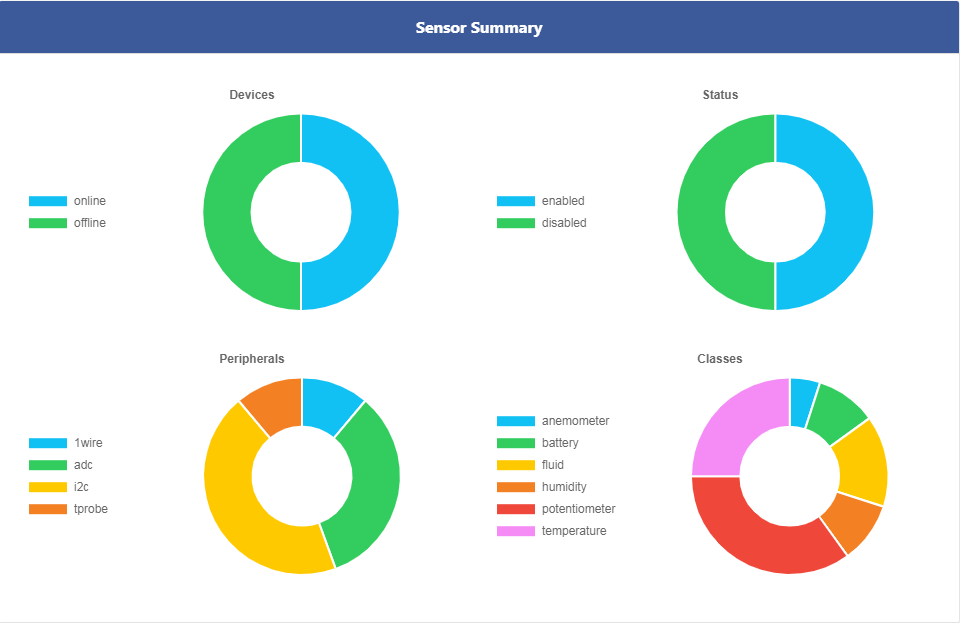 Sensor Summary
Devices
online
offline
Status
enabled
disabled
Peripherals
1wire
adc
i2c
tprobe
Classes
anemometer
battery
fluid
humidity
potentiometer
temperature